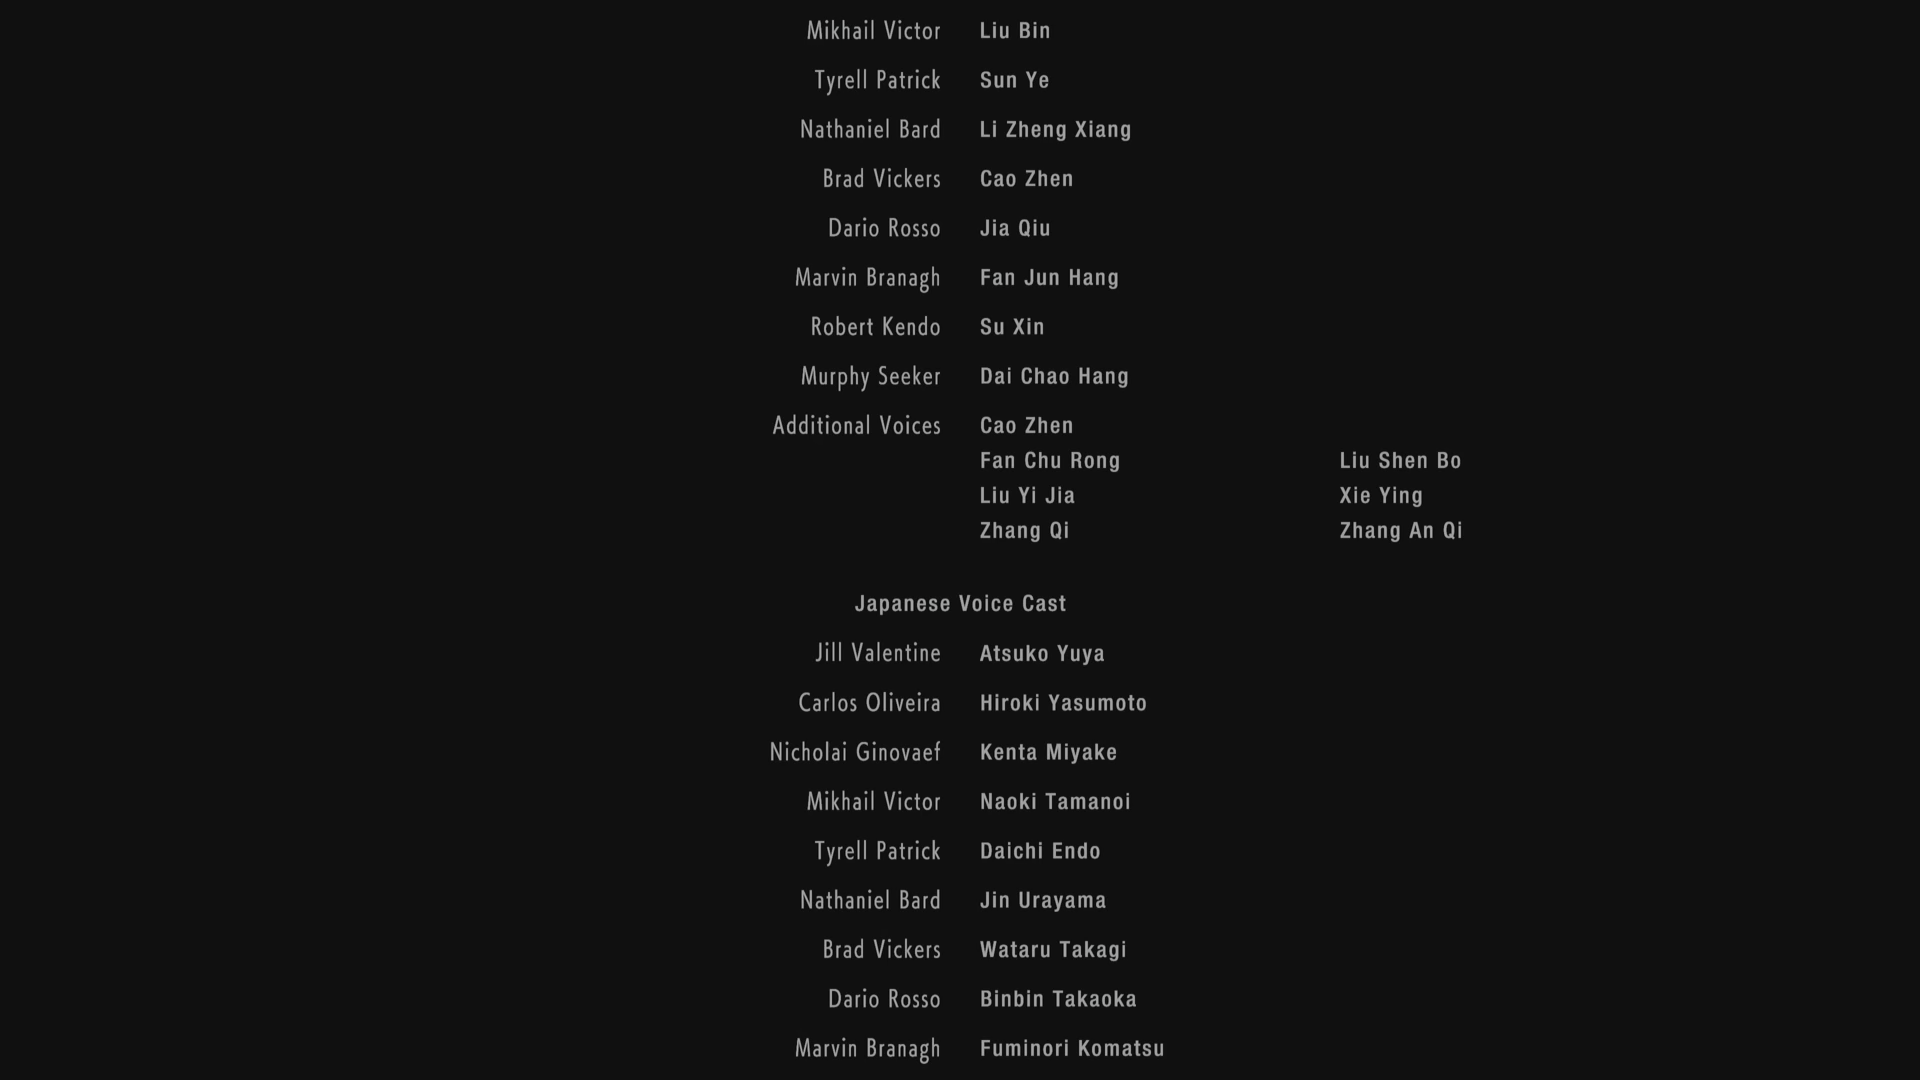 Mikhail Victor Liu Bin
Tyrell Patrick Sun Ye
Nathaniel Bard Li Zheng Xiang
Brad Vickers Cao Zhen
Dario Rosso Jia Qiu
Marvin Branagh Fan Jun Hang
Robert Kendo Su Xin
Murphy Seeker Dai Chao Hang
Additional Voices Cao Zhen
Fan Chu Rong Liu Shen Bo
Liu Yi Jia Xie Ying
Zhang Qi Zhang An Qi
Japanese Voice Cast
Jill Valentine Atsuko Yuya
Carlos Oliveira Hiroki Yasumoto
Nicholai Ginovaef Kenta Miyake
Mikhail Victor Naoki Tamanoi
Tyrell Patrick Daichi Endo
Nathaniel Bard Jin Urayama
Brad Vickers Wataru Takagi
Dario Rosso Binbin Takaoka
Marvin Branagh Fuminori Komatsu